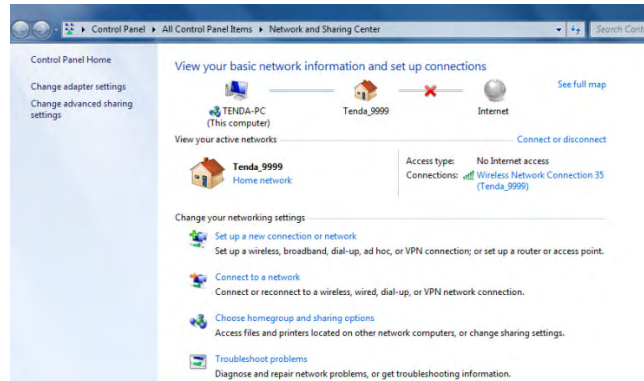 Control Panel ▸ All Control Panel Items ▸ Network and Sharing Center
Search Cont
Control Panel Home
Change adapter settings
Change advanced sharing
settings
View your basic network information and set up connections
See full map
TENDA-PC
(This computer)
Tenda_9999
Internet
View your active networks
Connect or disconnect
Tenda_9999
Home network
Access type: No Internet access
Connections: Wireless Network Connection 35
(Tenda_9999)
Change your networking settings
Set up a new connection or network
Set up a wireless, broadband, dial-up, ad hoc, or VPN connection; or set up a router or access point.
Connect to a network
Connect or reconnect to a wireless, wired, dial-up, or VPN network connection.
Choose homegroup and sharing options
Access files and printers located on other network computers, or change sharing settings.
Troubleshoot problems
Diagnose and repair network problems, or get troubleshooting information.